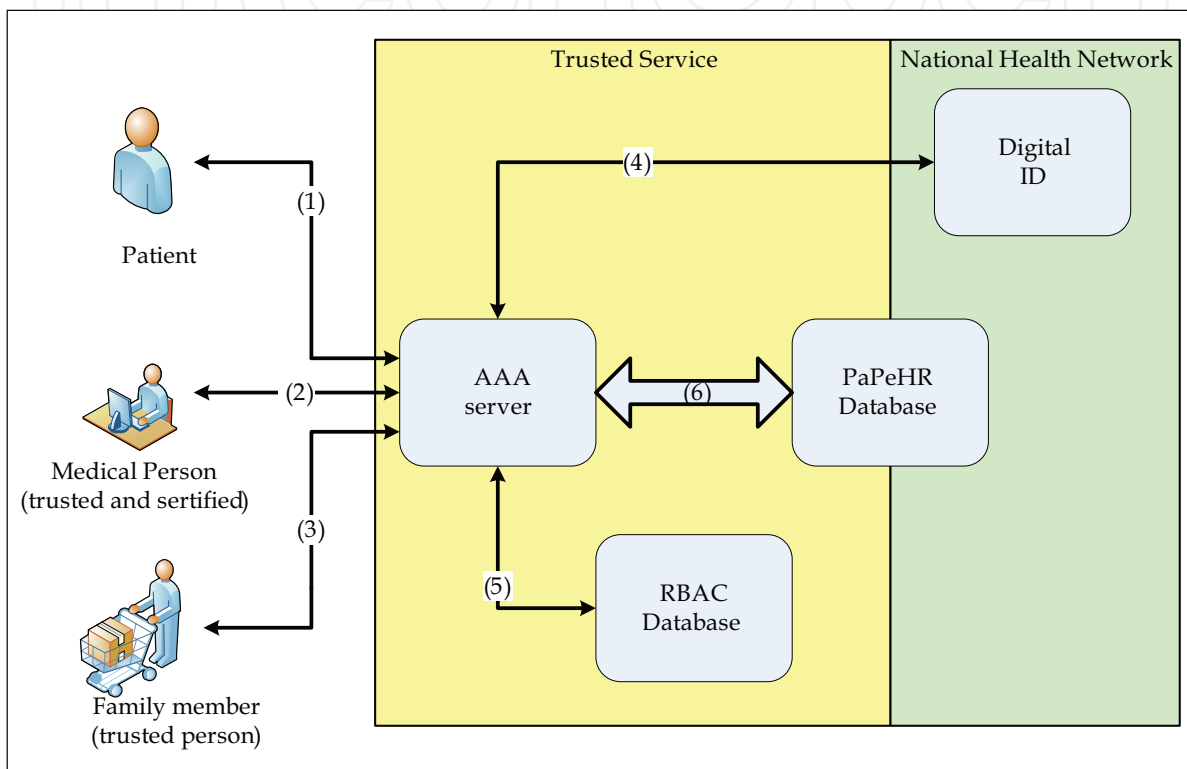 Trusted Service
National Health Network
Digital
ID
(4)
(1)
Patient
AAA
server
(6)
PaPeHR
Database
(2)
Medical Person
(trusted and sertified)
(3)
(5)
RBAC
Database
Family member
(trusted person)